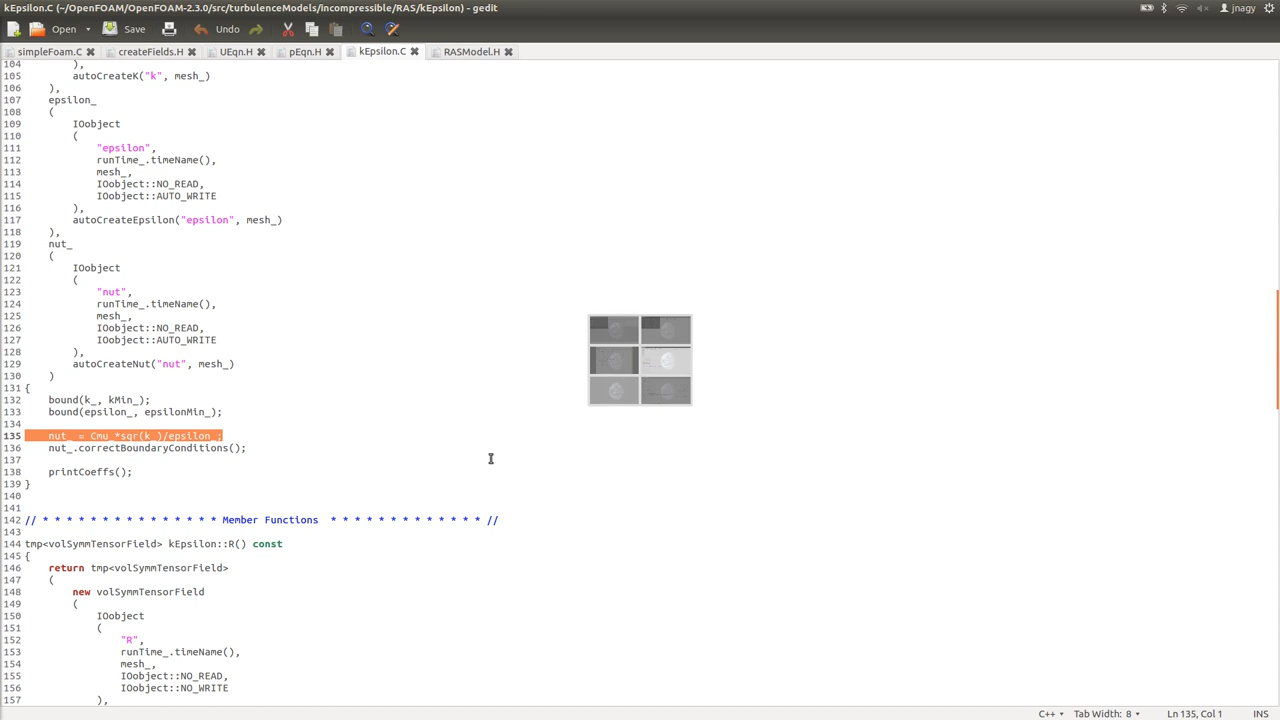 kEpsilon.C (~/OpenFOAM/OpenFOAM-2.3.0/src/turbulenceModels/incompressible/RAS/kEpsilon) - gedit
jnagy
Open Save Undo
simpleFoam.C createFields.H UEqn.H pEqn.H kEpsilon.C RASModel.H
104 ),
105 autoCreateK("k", mesh_)
106 ),
107 epsilon_
108 (
109 IOobject
110 (
111 "epsilon",
112 runTime_.timeName(),
113 mesh_,
114 IOobject::NO_READ,
115 IOobject::AUTO_WRITE
116 ),
117 autoCreateEpsilon("epsilon", mesh_)
118 ),
119 nut_
120 (
121 IOobject
122 (
123 "nut",
124 runTime_.timeName(),
125 mesh_,
126 IOobject::NO_READ,
127 IOobject::AUTO_WRITE
128 ),
129 autoCreateNut("nut", mesh_)
130 )
131 {
132 bound(k_, kMin_);
133 bound(epsilon_, epsilonMin_);
134
135 nut_ = Cmu_*sqr(k_)/epsilon_;
136 nut_.correctBoundaryConditions();
137
138 printCoeffs();
139 }
140
141
142 // * * * * * * * * * * * * * * * Member Functions * * * * * * * * * * * * * //
143
144 tmp<volSymmTensorField> kEpsilon::R() const
145 {
146 return tmp<volSymmTensorField>
147 (
148 new volSymmTensorField
149 (
150 IOobject
151 (
152 "R",
153 runTime_.timeName(),
154 mesh_,
155 IOobject::NO_READ,
156 IOobject::NO_WRITE
157 ),
C++ Tab Width: 8 Ln 135, Col 1 INS